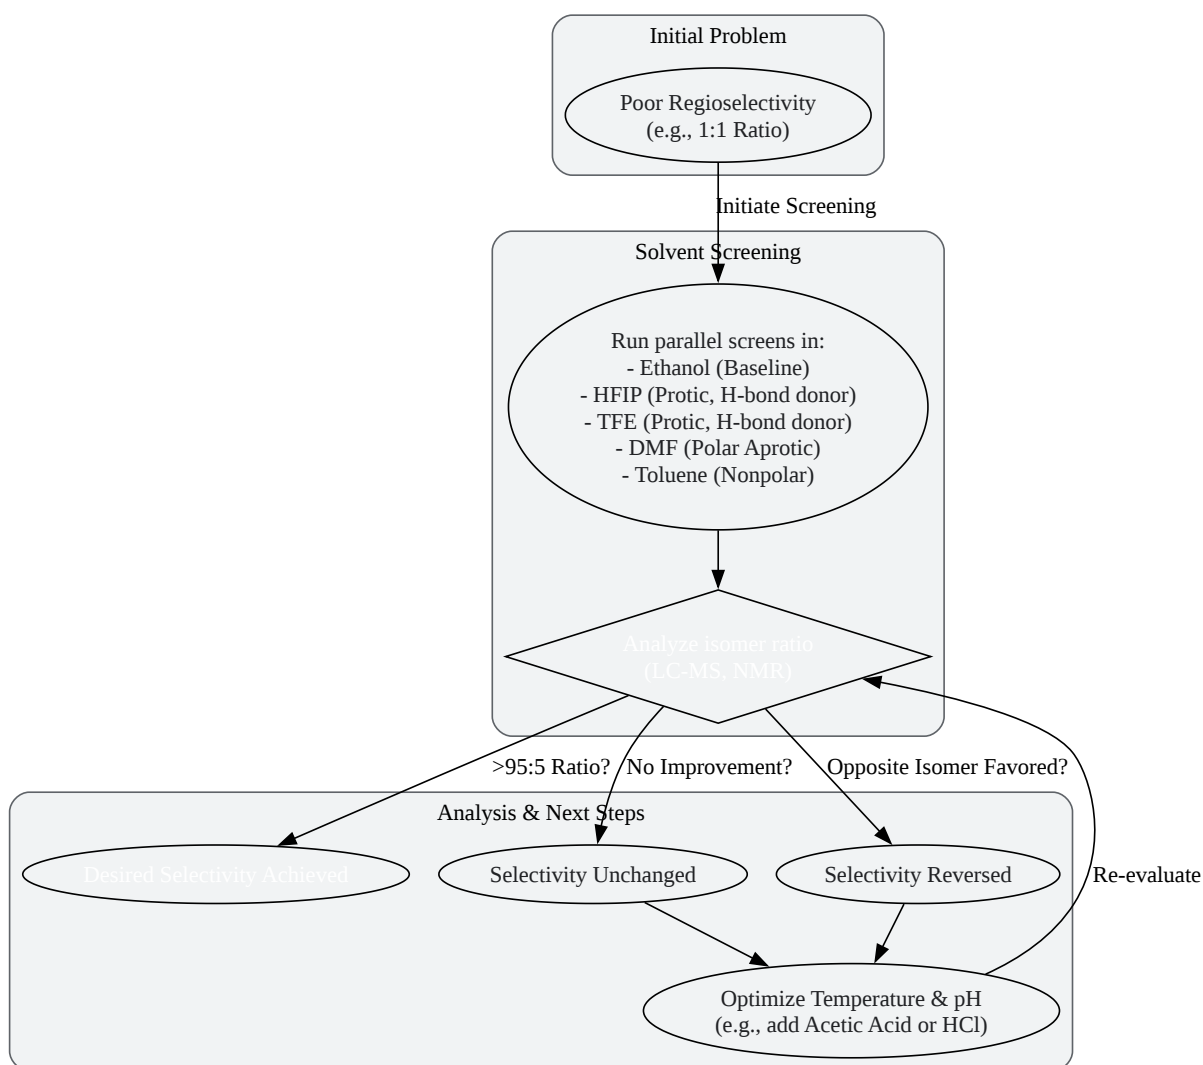 Initial Problem
Poor Regioselectivity
(e.g., 1:1 Ratio)
Initiate Screening
Solvent Screening
Run parallel screens in:
- Ethanol (Baseline)
- HFIP (Protic, H-bond donor)
- TFE (Protic, H-bond donor)
- DMF (Polar Aprotic)
- Toluene (Nonpolar)
Analyze isomer ratio
(LC-MS, NMR)
>95:5 Ratio?
No Improvement?
Opposite Isomer Favored?
Analysis & Next Steps
Desired Selectivity Achieved
Selectivity Unchanged
Selectivity Reversed
Re-evaluate
Optimize Temperature & pH
(e.g., add Acetic Acid or HCl)